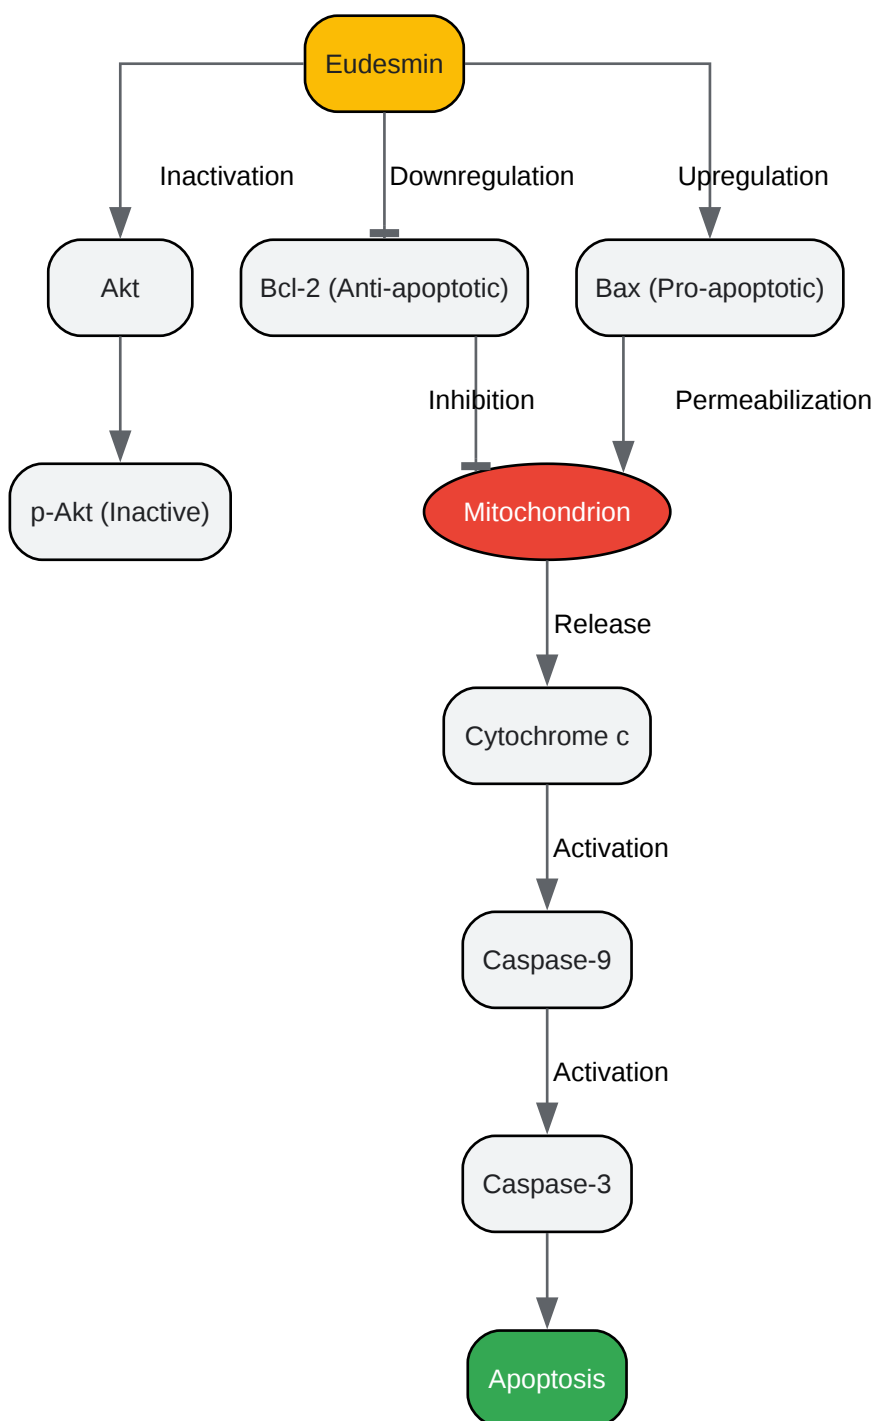 Eudesmin
Inactivation
Downregulation
Upregulation
Akt
Bcl-2 (Anti-apoptotic)
Bax (Pro-apoptotic)
Inhibition
Permeabilization
p-Akt (Inactive)
Mitochondrion
Release
Cytochrome c
Activation
Caspase-9
Activation
Caspase-3
Apoptosis